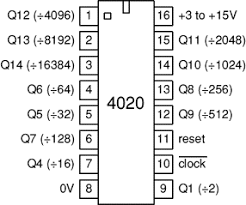 Q12 (÷4096) 1 16 +3 to +15V
Q13 (÷8192) 2 15 Q11 (÷2048)
Q14 (÷16384) 3 14 Q10 (÷1024)
Q6 (÷64) 4 13 Q8 (÷256)
4020
Q5 (÷32) 5 12 Q9 (÷512)
Q7 (÷128) 6 11 reset
Q4 (÷16) 7 10 clock
0V 8 9 Q1 (÷2)